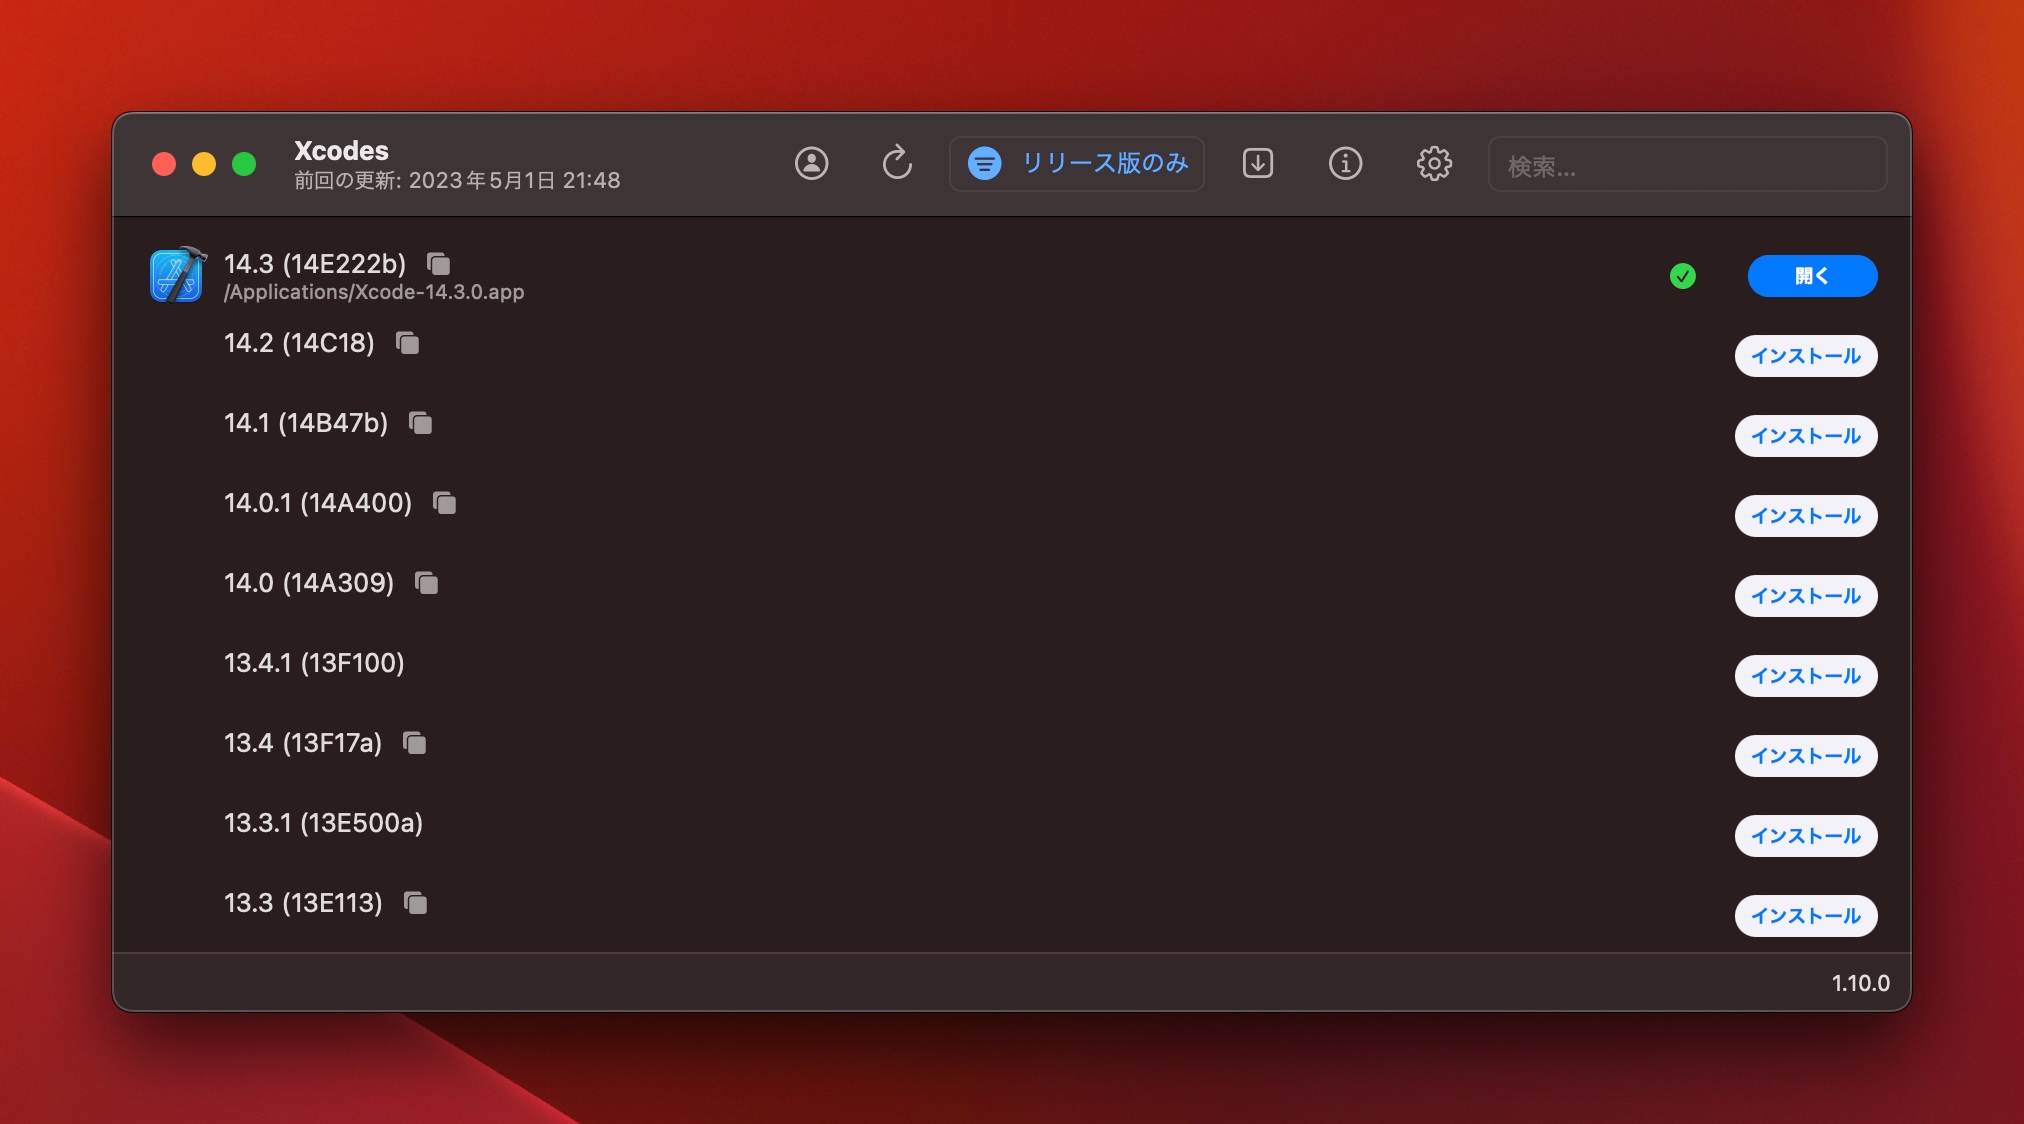 Xcodes
前回の更新: 2023年5月1日 21:48
リリース版のみ
検索...
14.3 (14E222b)
/Applications/Xcode-14.3.0.app
開く
14.2 (14C18)
インストール
14.1 (14B47b)
インストール
14.0.1 (14A400)
インストール
14.0 (14A309)
インストール
13.4.1 (13F100)
インストール
13.4 (13F17a)
インストール
13.3.1 (13E500a)
インストール
13.3 (13E113)
インストール
1.10.0